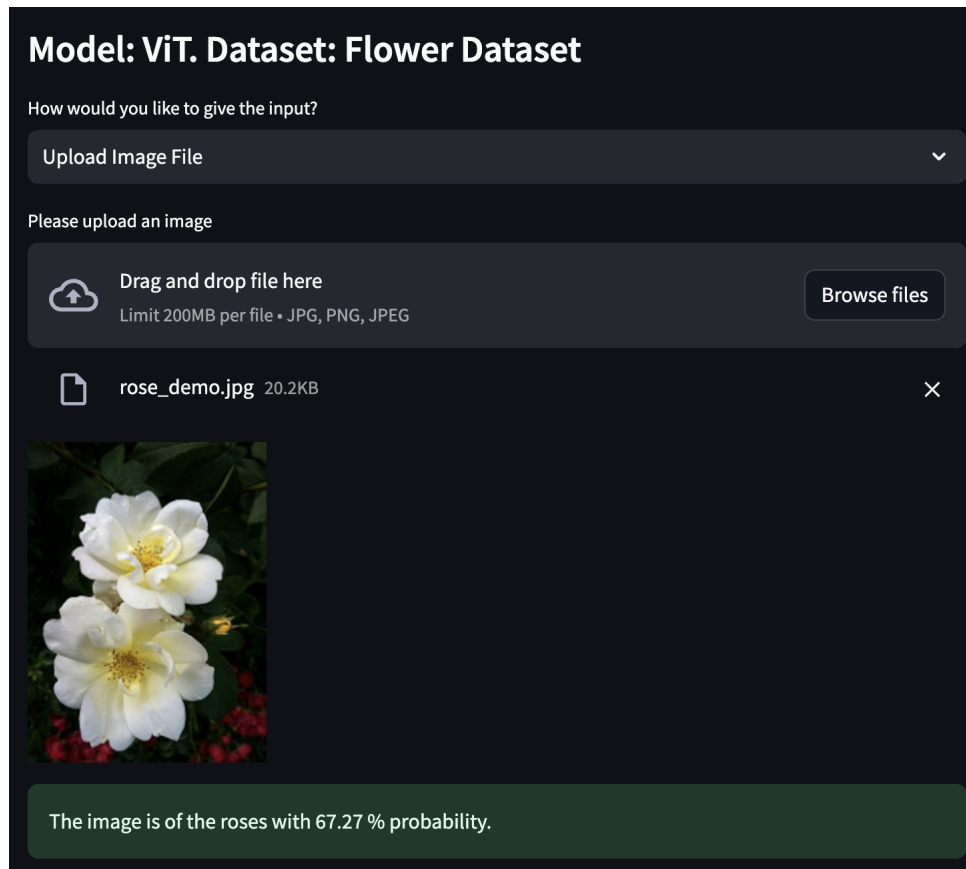 Model: ViT. Dataset: Flower Dataset
How would you like to give the input?
Upload Image File
Please upload an image
Drag and drop file here
Limit 200MB per file • JPG, PNG, JPEG
Browse files
rose_demo.jpg 20.2KB
The image is of the roses with 67.27 % probability.